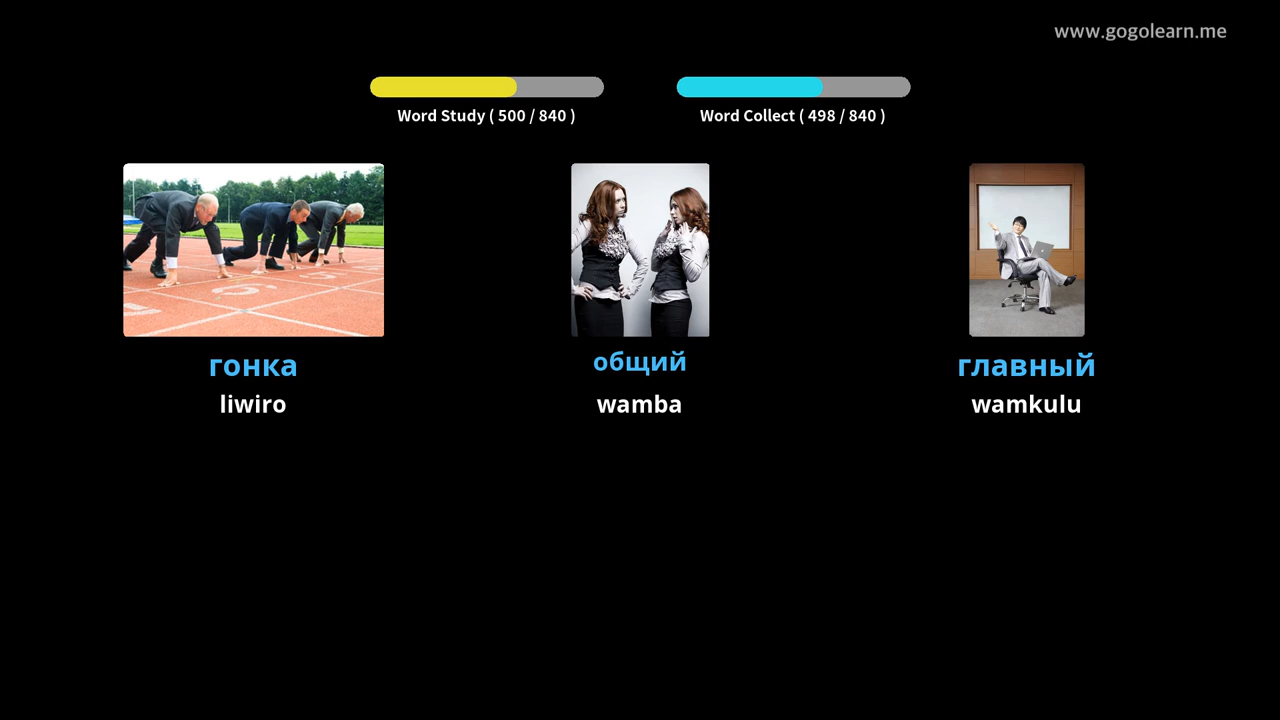 www.gogolearn.me
Word Study ( 500 / 840 )
Word Collect ( 498 / 840 )
гонка
общий
главный
liwiro
wamba
wamkulu